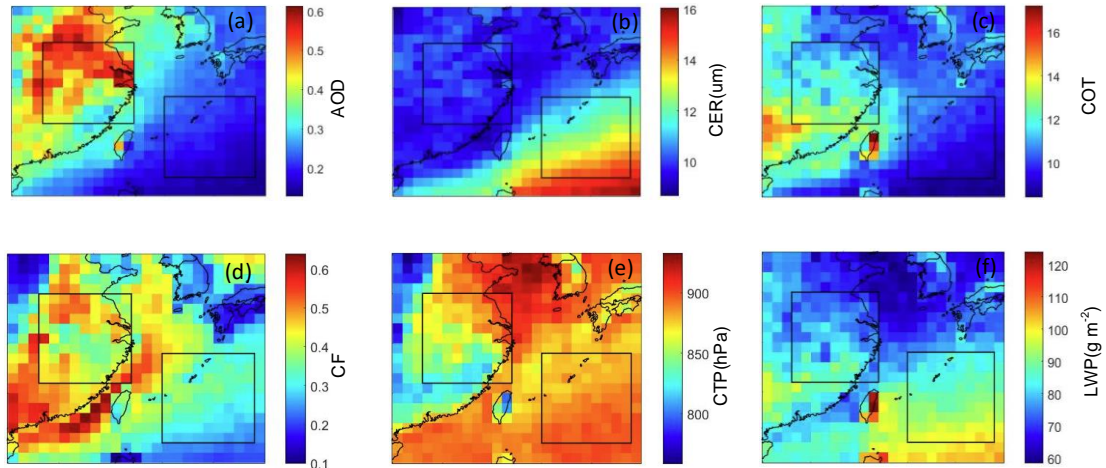 (a)
0.6
0.5
0.4
0.3
0.2
AOD
(b)
16
14
12
10
CER(um)
(c)
16
14
12
10
COT
(d)
0.6
0.5
0.4
0.3
0.2
0.1
CF
(e)
900
850
800
CTP(hPa)
(f)
120
110
100
90
80
70
60
LWP(g m-2)